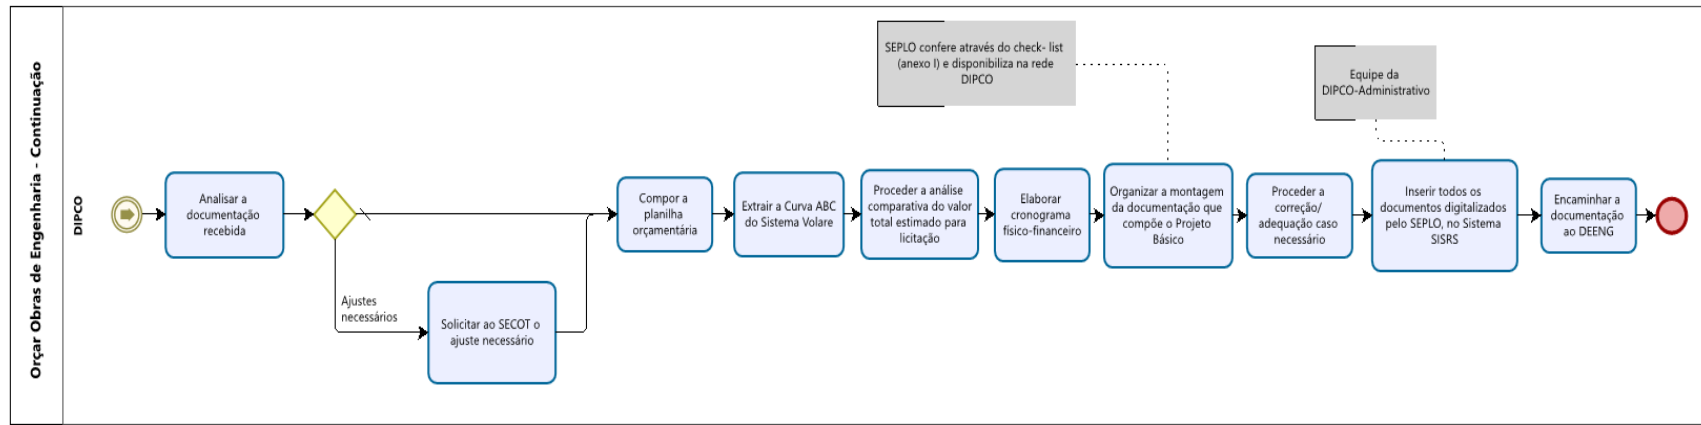 Orçar Obras de Engenharia - Continuação
DIPCO
Analisar a
documentação
recebida
Ajustes
necessários
Solicitar ao SECOT o
ajuste necessário
Compor a
planilha
orçamentária
Extrair a Curva ABC
do Sistema Volare
Proceder a análise
comparativa do valor
total estimado para
licitação
Elaborar
cronograma
físico-financeiro
SEPLO confere através do check- list
(anexo I) e disponibiliza na rede
DIPCO
Organizar a montagem
da documentação que
compõe o Projeto
Básico
Proceder a
correção/
adequação caso
necessário
Equipe da
DIPCO-Administrativo
Inserir todos os
documentos digitalizados
pelo SEPLO, no Sistema
SISRS
Encaminhar a
documentação
ao DEENG